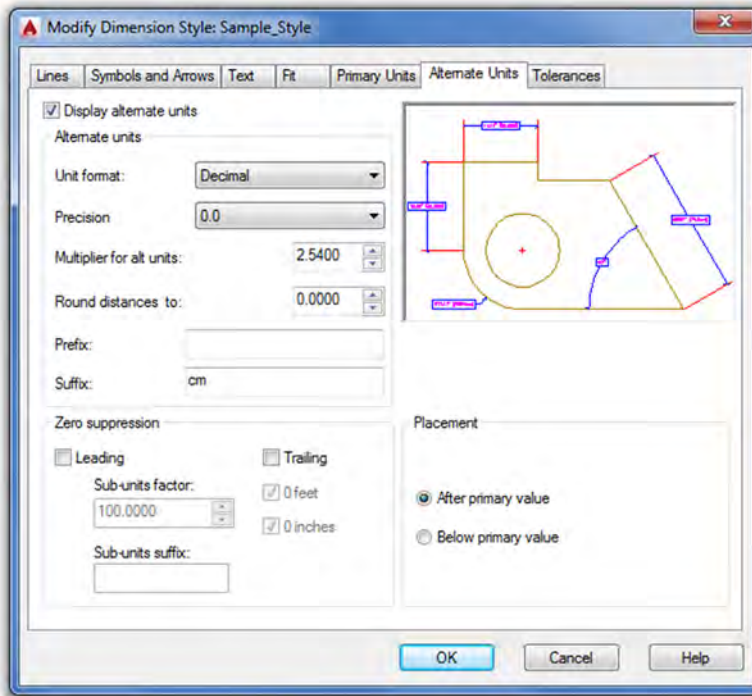 Modify Dimension Style: Sample_Style
Lines Symbols and Arrows Text Fit Primary Units Alternate Units Tolerances
Display alternate units
Alternate units
Unit format: Decimal
Precision 0.0
Multiplier for alt units: 2.5400
Round distances to: 0.0000
Prefix:
Suffix: cm
Zero suppression
Leading
Trailing
Sub-units factor:
100.0000
0 feet
0 inches
Sub-units suffix:
Placement
After primary value
Below primary value
OK Cancel Help